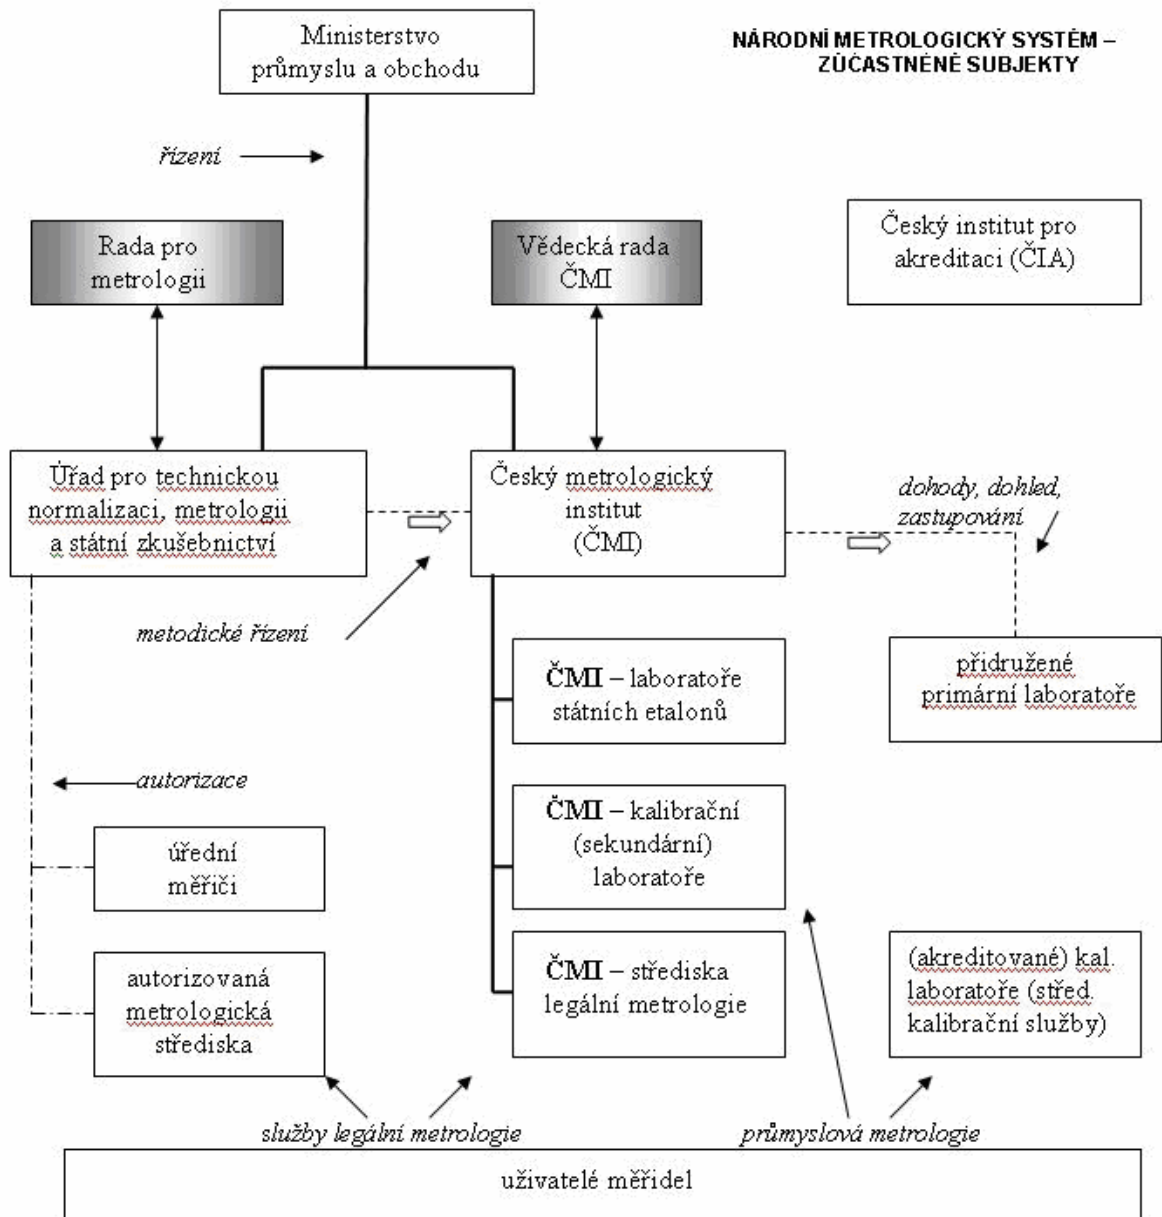 Ministerstvo
průmyslu a obchodu
NÁRODNÍ METROLOGICKÝ SYSTÉM –
ZÚČASTNĚNÉ SUBJEKTY
řízení
Rada pro
metrologii
Vědecká rada
ČMI
Český institut pro
akreditaci (ČIA)
Úřad pro technickou
normalizaci, metrologii
a státní zkušebnictví
Český metrologický
institut
(ČMI)
dohody, dohled,
zastupování
metodické řízení
ČMI – laboratoře
státních etalonů
přidružené
primární laboratoře
autorizace
ČMI – kalibrační
(sekundární)
laboratoře
úřední
měřiči
autorizovaná
metrologická
střediska
ČMI – střediska
legální metrologie
(akreditované) kal.
laboratoře (střed.
kalibrační služby)
služby legální metrologie
průmyslová metrologie
uživatelé měřidel